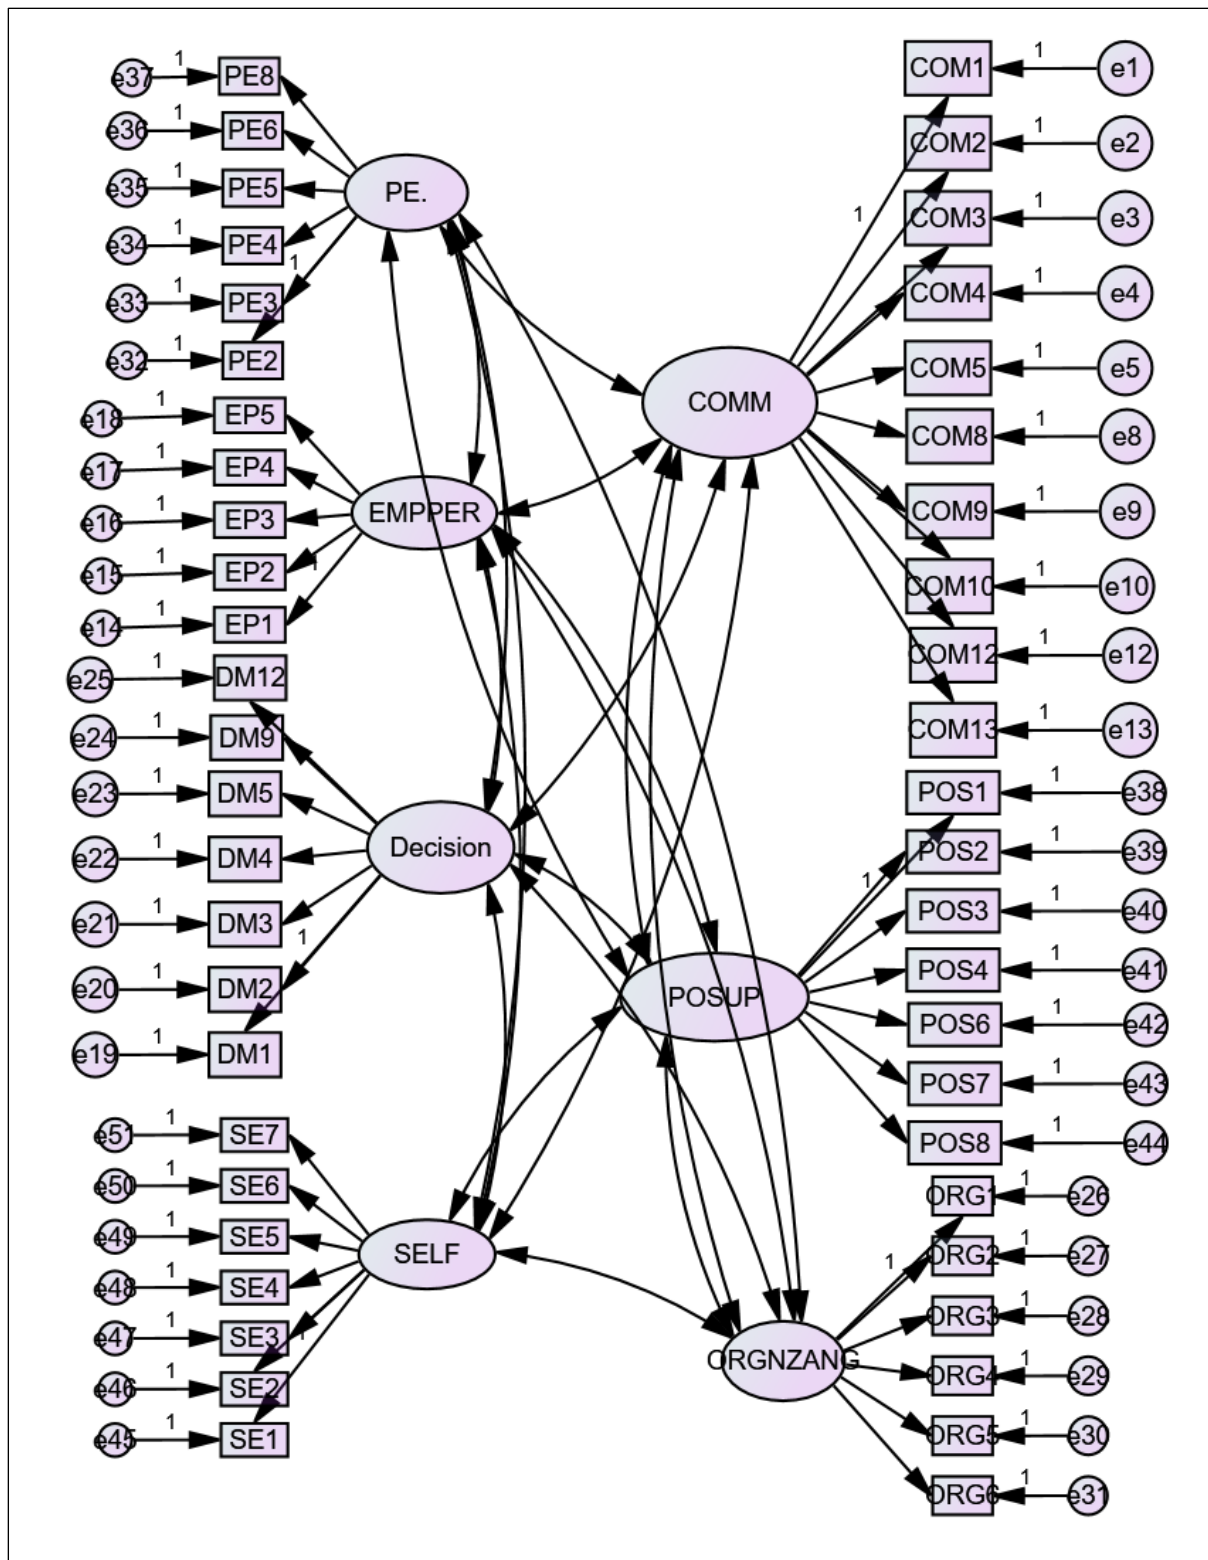 e37 1 PE8
e36 1 PE6
e35 1 PE5
e34 1 PE4
e33 1 PE3
e32 1 PE2
PE.
1
e18 1 EP5
e17 1 EP4
e16 1 EP3
e15 1 EP2
e14 1 EP1
EMPPER
1
e25 1 DM12
e24 1 DM9
e23 1 DM5
e22 1 DM4
e21 1 DM3
e20 1 DM2
e19 1 DM1
Decision
1
e51 1 SE7
e50 1 SE6
e49 1 SE5
e48 1 SE4
e47 1 SE3
e46 1 SE2
e45 1 SE1
SELF
1
COMM
1
COM1 1 e1
COM2 1 e2
COM3 1 e3
COM4 1 e4
COM5 1 e5
COM8 1 e8
COM9 1 e9
COM10 1 e10
COM12 1 e12
COM13 1 e13
POSUP
1
POS1 1 e38
POS2 1 e39
POS3 1 e40
POS4 1 e41
POS6 1 e42
POS7 1 e43
POS8 1 e44
ORGNZANG
1
ORG1 1 e26
ORG2 1 e27
ORG3 1 e28
ORG4 1 e29
ORG5 1 e30
ORG6 1 e31